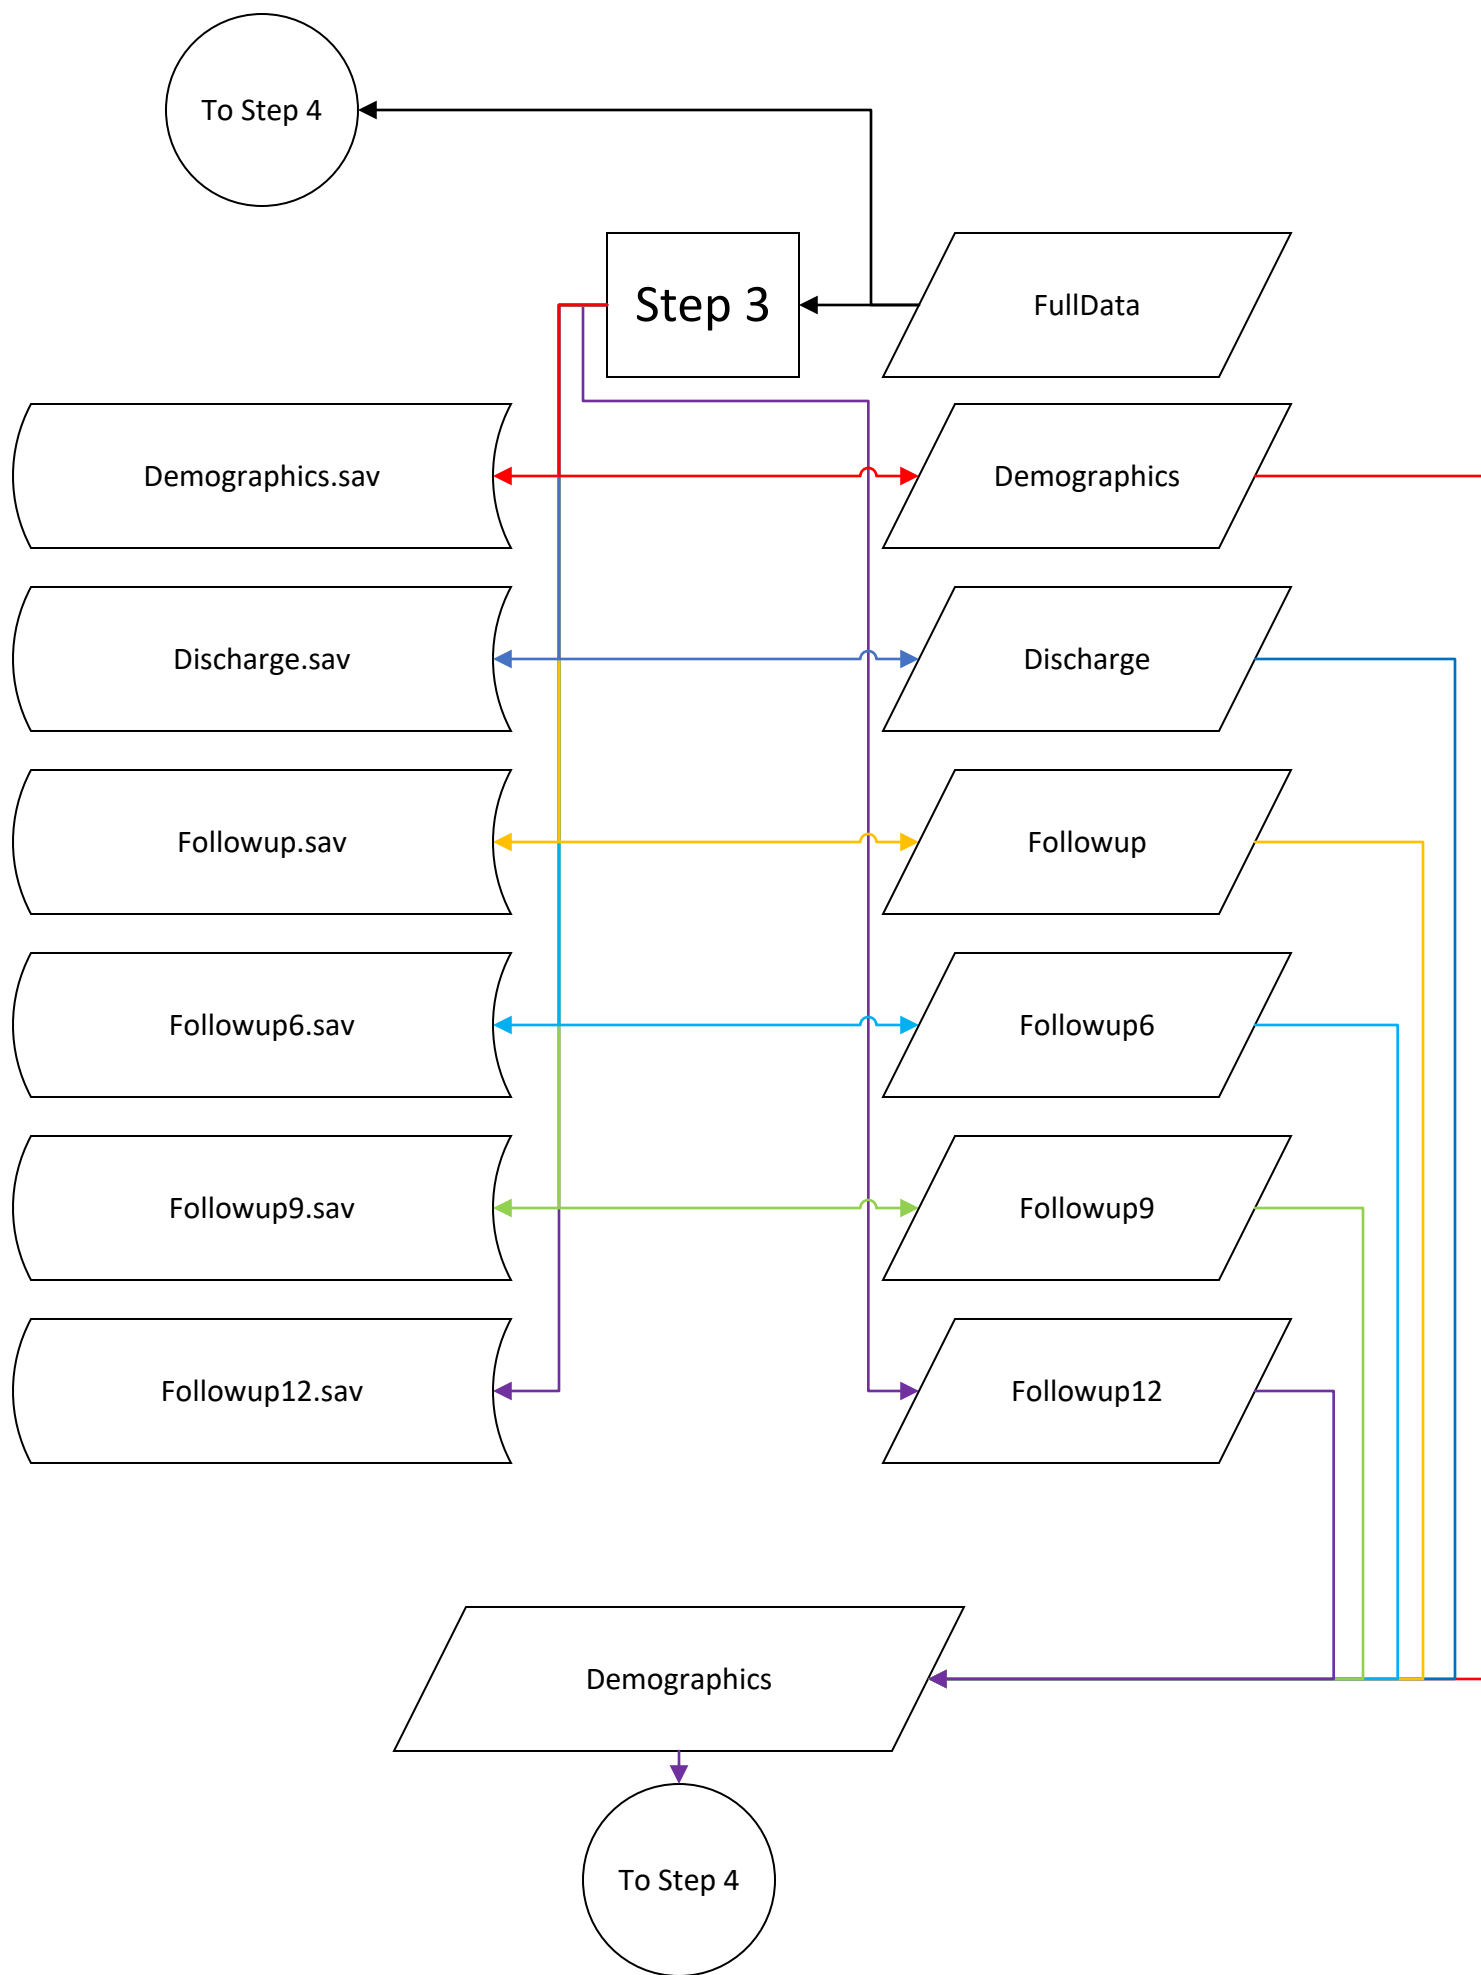 To Step 4
Step 3
FullData
Demographics.sav
Demographics
Discharge.sav
Discharge
Followup.sav
Followup
Followup6.sav
Followup6
Followup9.sav
Followup9
Followup12.sav
Followup12
Demographics
To Step 4